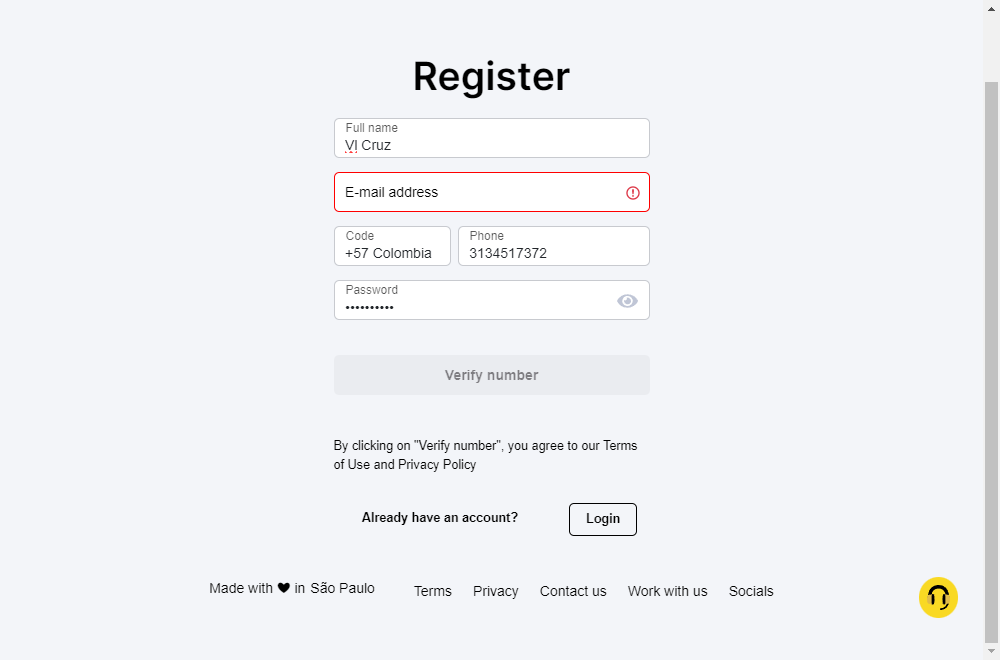 Register
Full name
VI Cruz
E-mail address
Code
+57 Colombia
Phone
3134517372
Password
••••••••••
Verify number
By clicking on "Verify number", you agree to our Terms
of Use and Privacy Policy
Already have an account?
Login
Made with ❤ in São Paulo
Terms
Privacy
Contact us
Work with us
Socials